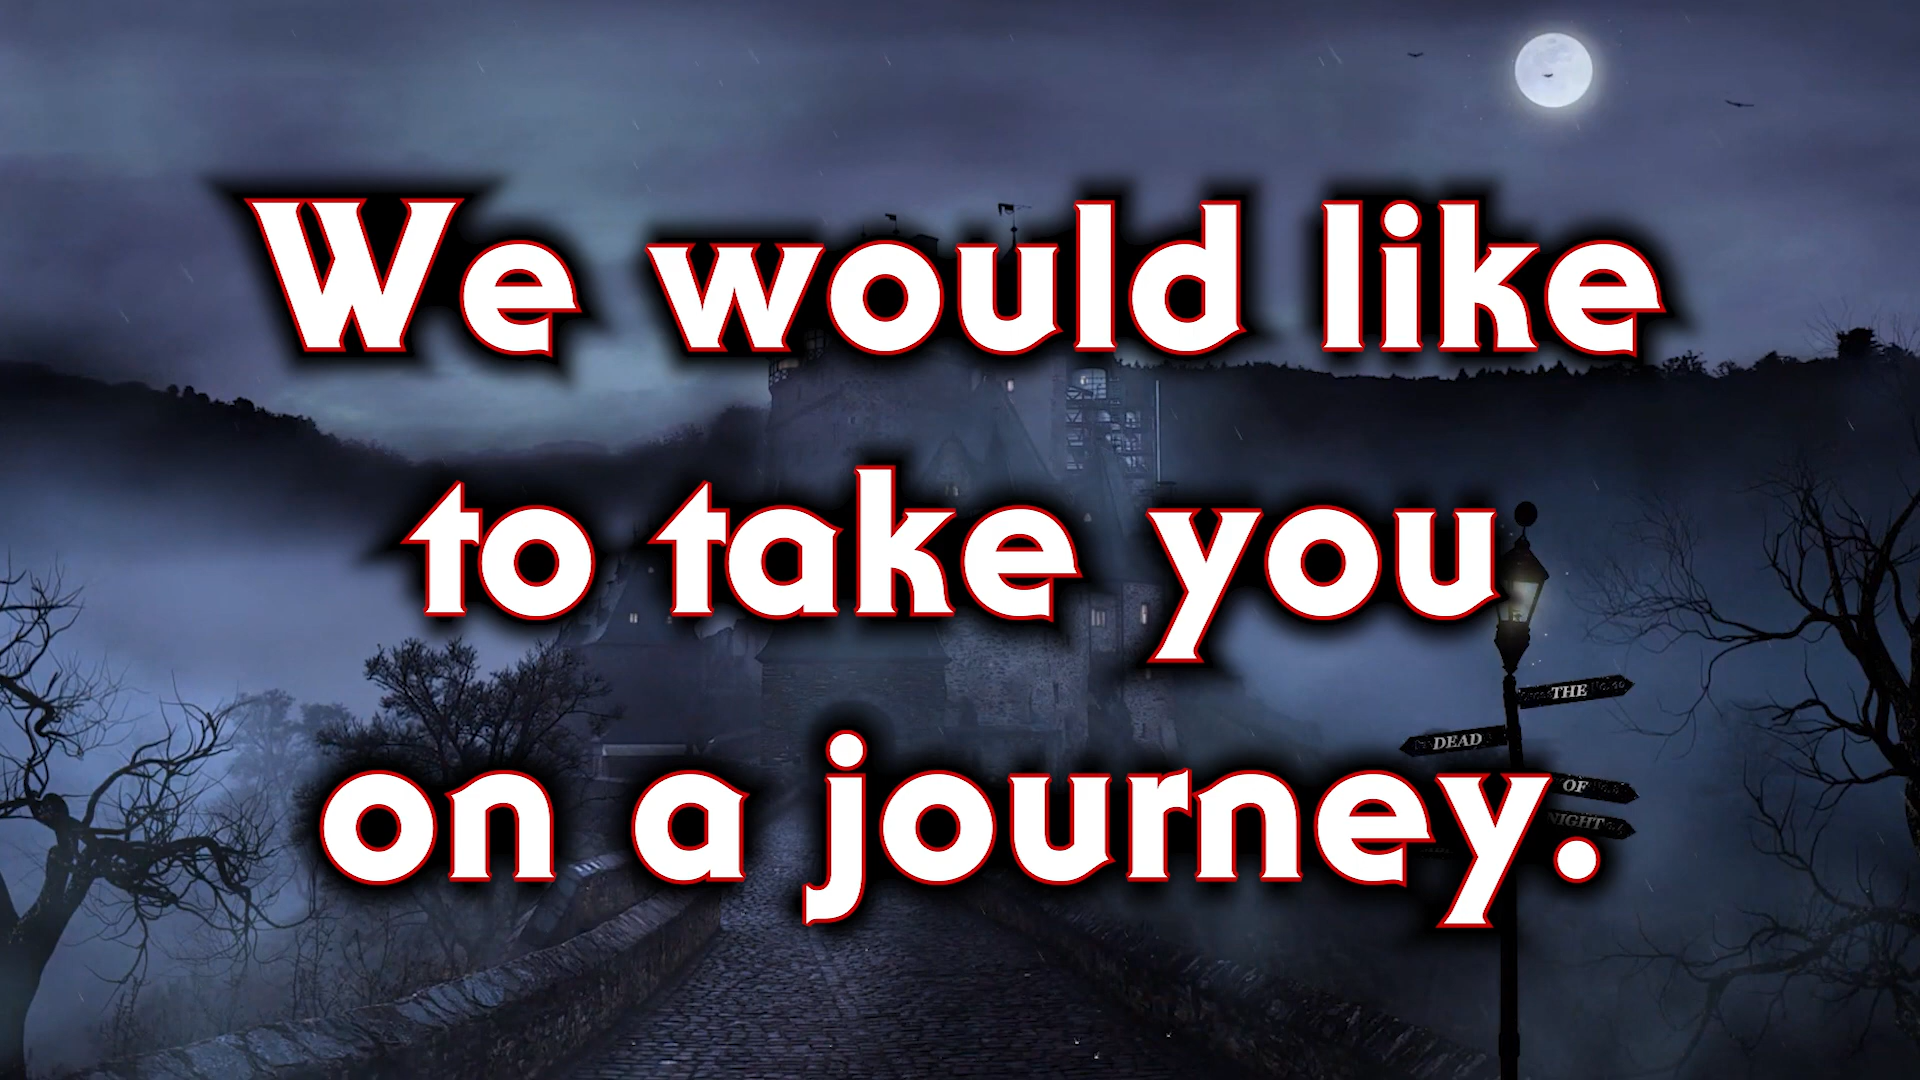 We would like
to take you
on a journey.
THE
DEAD
OF
NIGHT